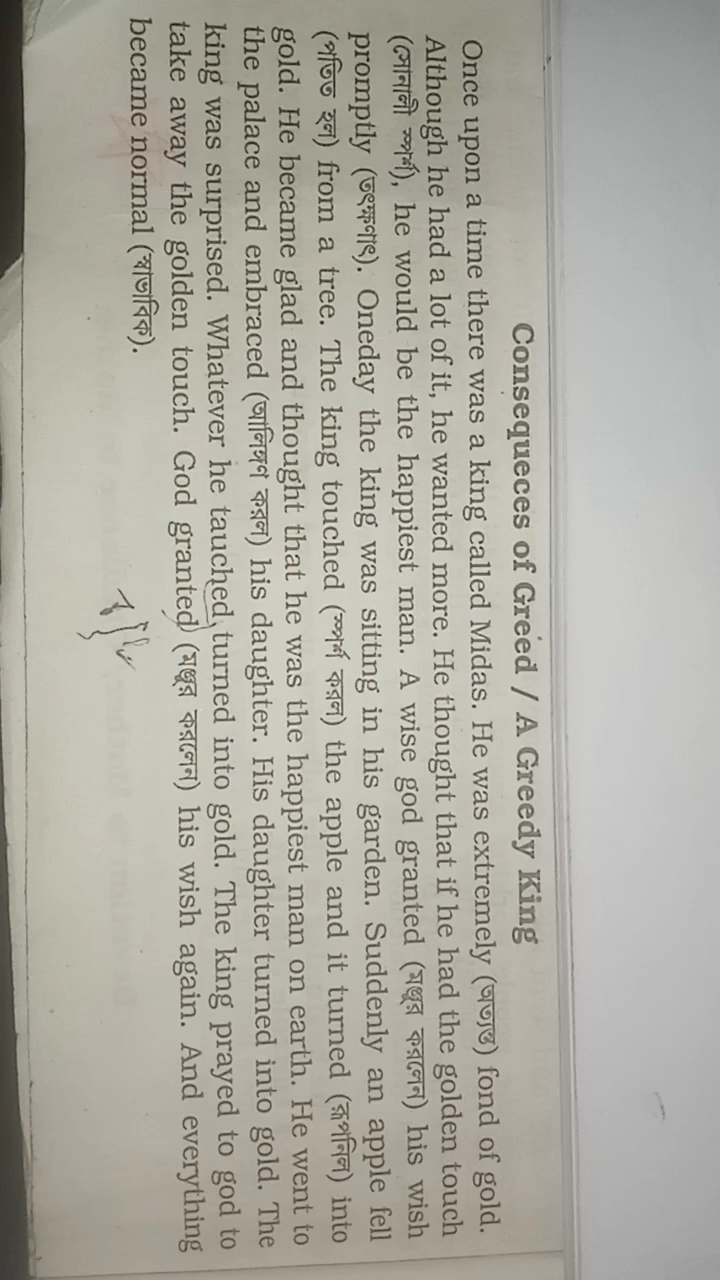 Consequeces of Greed / A Greedy King
Once upon a time there was a king called Midas. He was extremely (অত্যন্ত) fond of gold.
Although he had a lot of it, he wanted more. He thought that if he had the golden touch
(সোনালী স্পর্শ), he would be the happiest man. A wise god granted (মঞ্জুর করলেন) his wish
promptly (তৎক্ষণাৎ). Oneday the king was sitting in his garden. Suddenly an apple fell
(পতিত হল) from a tree. The king touched (স্পর্শ করল) the apple and it turned (রূপনিল) into
gold. He became glad and thought that he was the happiest man on earth. He went to
the palace and embraced (আলিঙ্গণ করল) his daughter. His daughter turned into gold. The
king was surprised. Whatever he tauched, turned into gold. The king prayed to god to
take away the golden touch. God granted (মঞ্জুর করলেন) his wish again. And everything
became normal (স্বাভাবিক).